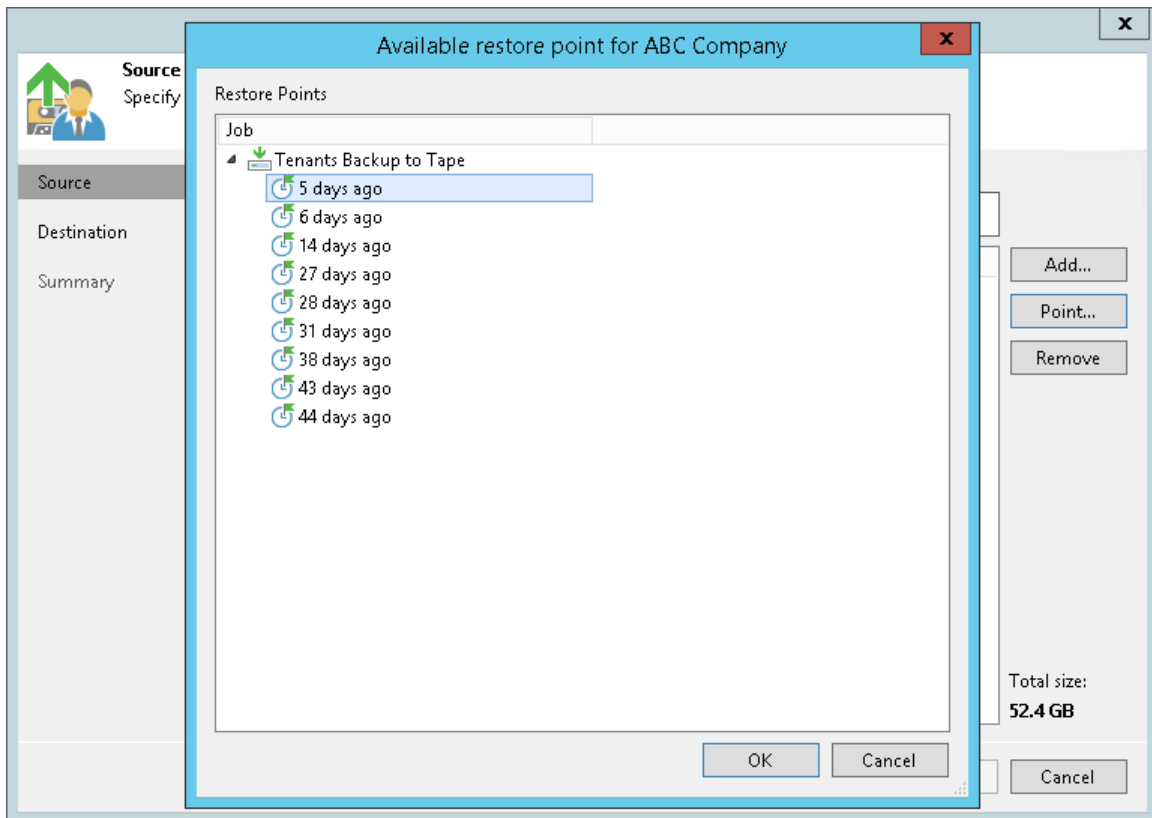 X
Available restore point for ABC Company
x
Source
Specify
Restore Points
Job
Tenants Backup to Tape
5 days ago
6 days ago
14 days ago
27 days ago
28 days ago
31 days ago
38 days ago
43 days ago
44 days ago
Source
Destination
Summary
Add...
Point...
Remove
Total size:
52.4 GB
OK
Cancel
Cancel